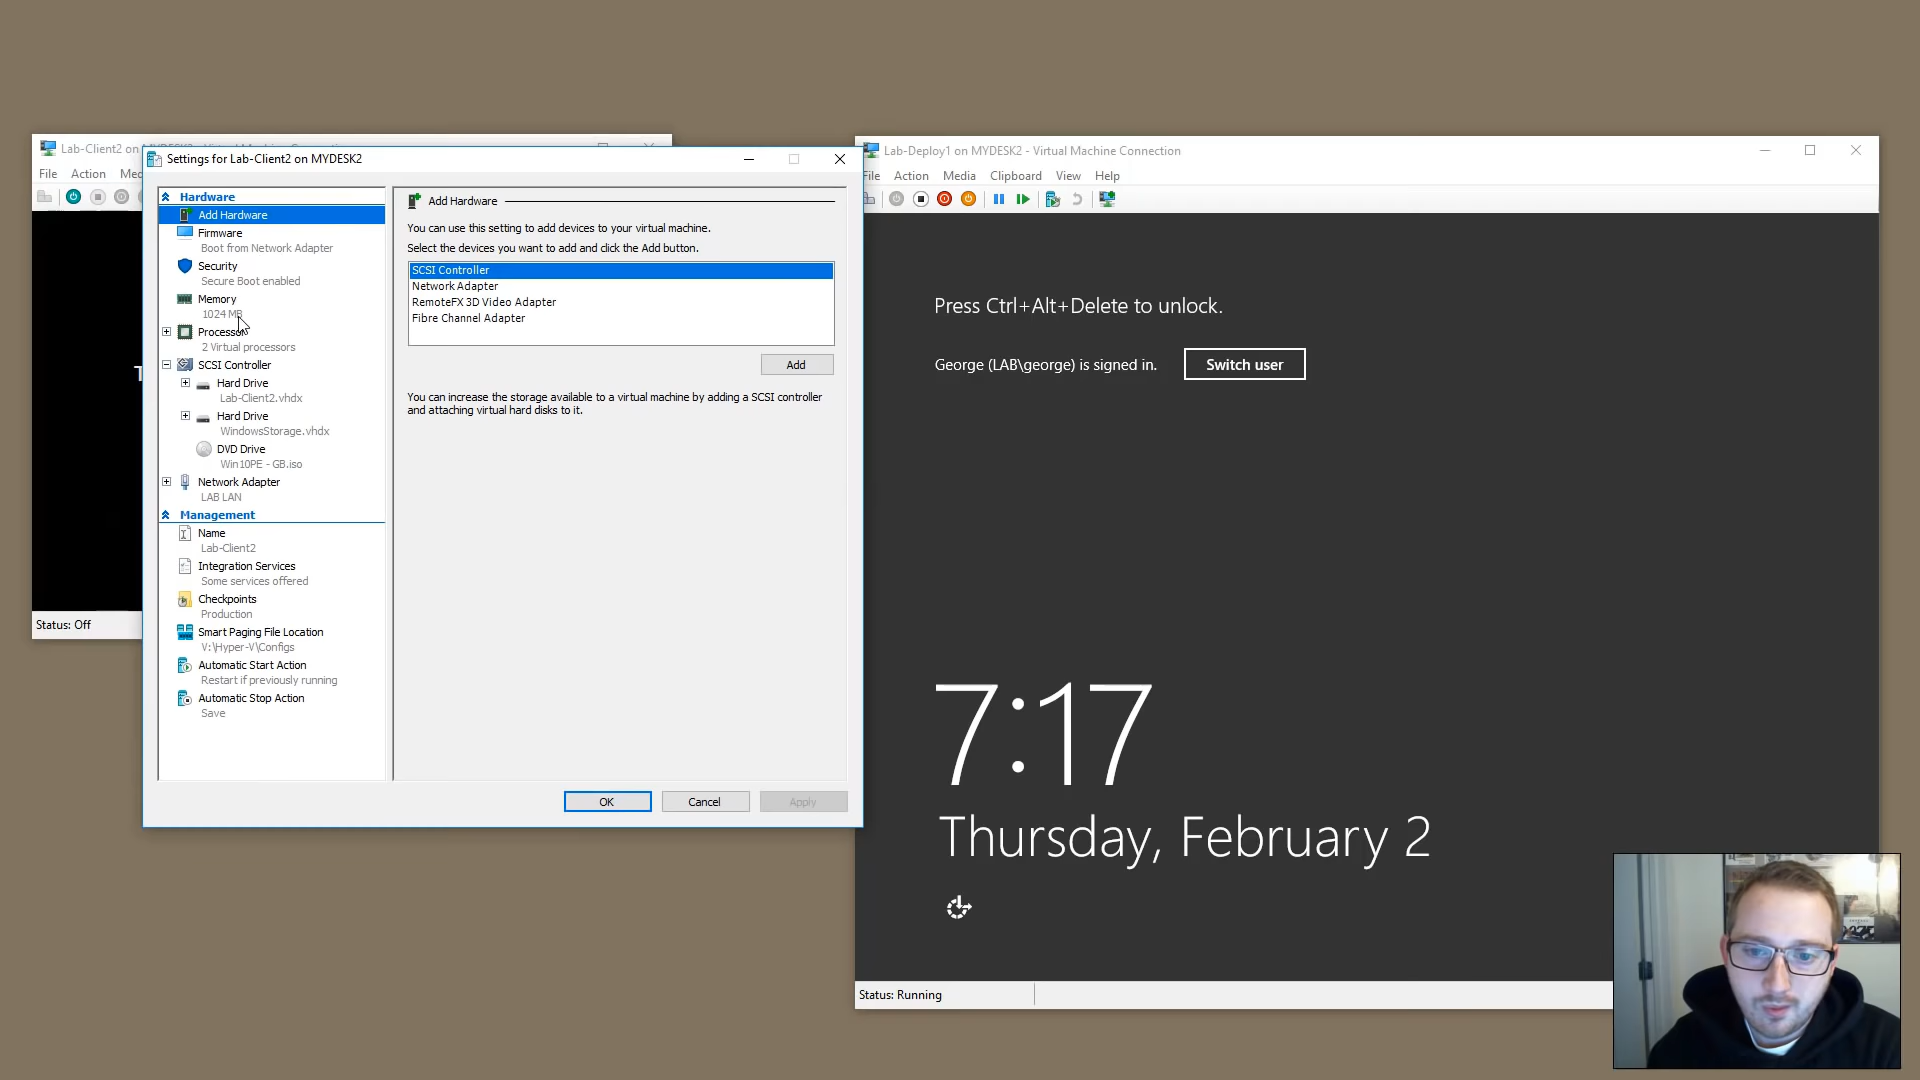 Lab-Client2 on
File Action Med
T
Status: Off
Settings for Lab-Client2 on MYDESK2
Hardware
Add Hardware
Firmware
Boot from Network Adapter
Security
Secure Boot enabled
Memory
1024 MB
Processor
2 Virtual processors
SCSI Controller
Hard Drive
Lab-Client2.vhdx
Hard Drive
WindowsStorage.vhdx
DVD Drive
Win10PE - GB.iso
Network Adapter
LAB LAN
Management
Name
Lab-Client2
Integration Services
Some services offered
Checkpoints
Production
Smart Paging File Location
V:\Hyper-V\Configs
Automatic Start Action
Restart if previously running
Automatic Stop Action
Save
Add Hardware
You can use this setting to add devices to your virtual machine.
Select the devices you want to add and click the Add button.
SCSI Controller
Network Adapter
RemoteFX 3D Video Adapter
Fibre Channel Adapter
Add
You can increase the storage available to a virtual machine by adding a SCSI controller
and attaching virtual hard disks to it.
OK Cancel Apply
Lab-Deploy1 on MYDESK2 - Virtual Machine Connection
File Action Media Clipboard View Help
Press Ctrl+Alt+Delete to unlock.
George (LAB\george) is signed in. Switch user
7:17
Thursday, February 2
Status: Running